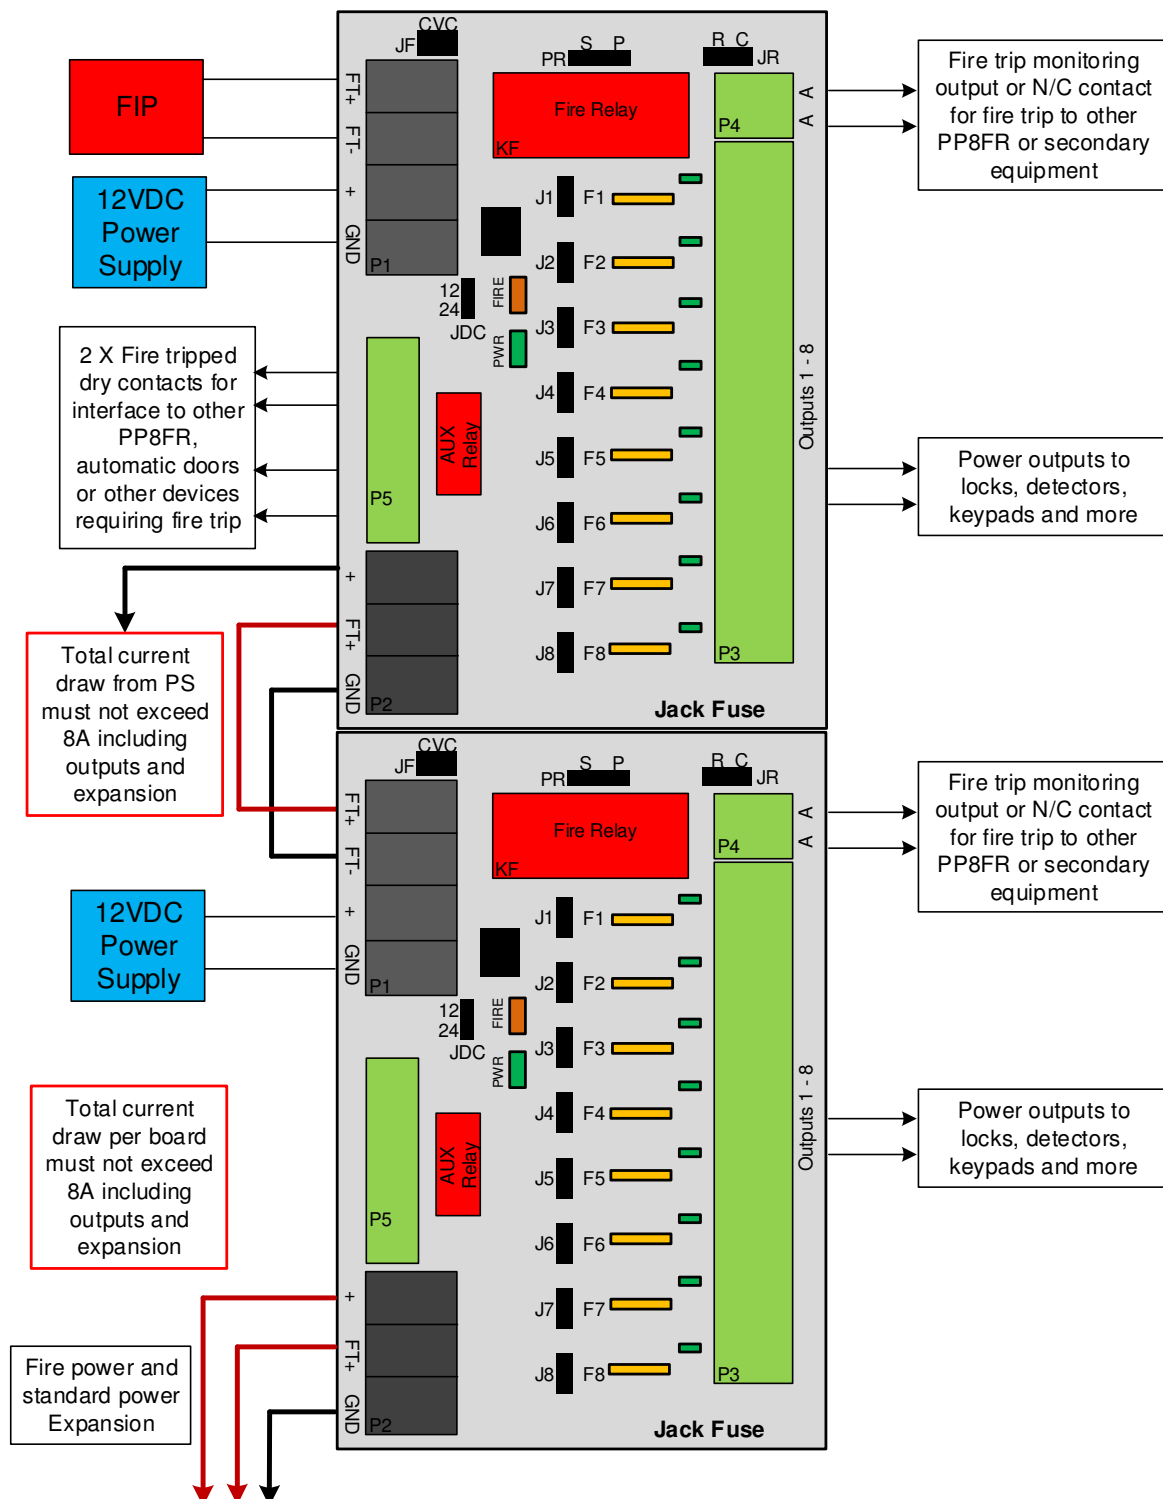 CVC
JF
S P
PR
R C
JR
FIP
FT+
FT-
+
GND
P1
Fire Relay
KF
P4
A
A
Fire trip monitoring
output or N/C contact
for fire trip to other
PP8FR or secondary
equipment
12VDC
Power
Supply
J1 F1
J2 F2
J3 F3
J4 F4
J5 F5
J6 F6
J7 F7
J8 F8
12
24
JDC
FIRE
PWR
2 X Fire tripped
dry contacts for
interface to other
PP8FR,
automatic doors
or other devices
requiring fire trip
P5
AUX
Relay
Outputs 1 - 8
Power outputs to
locks, detectors,
keypads and more
+
FT+
GND
P2
P3
Jack Fuse
Total current
draw from PS
must not exceed
8A including
outputs and
expansion
CVC
JF
S P
PR
R C
JR
FT+
FT-
+
GND
P1
Fire Relay
KF
P4
A
A
Fire trip monitoring
output or N/C contact
for fire trip to other
PP8FR or secondary
equipment
12VDC
Power
Supply
J1 F1
J2 F2
J3 F3
J4 F4
J5 F5
J6 F6
J7 F7
J8 F8
12
24
JDC
FIRE
PWR
Total current
draw per board
must not exceed
8A including
outputs and
expansion
P5
AUX
Relay
Outputs 1 - 8
Power outputs to
locks, detectors,
keypads and more
+
FT+
GND
P2
P3
Jack Fuse
Fire power and
standard power
Expansion